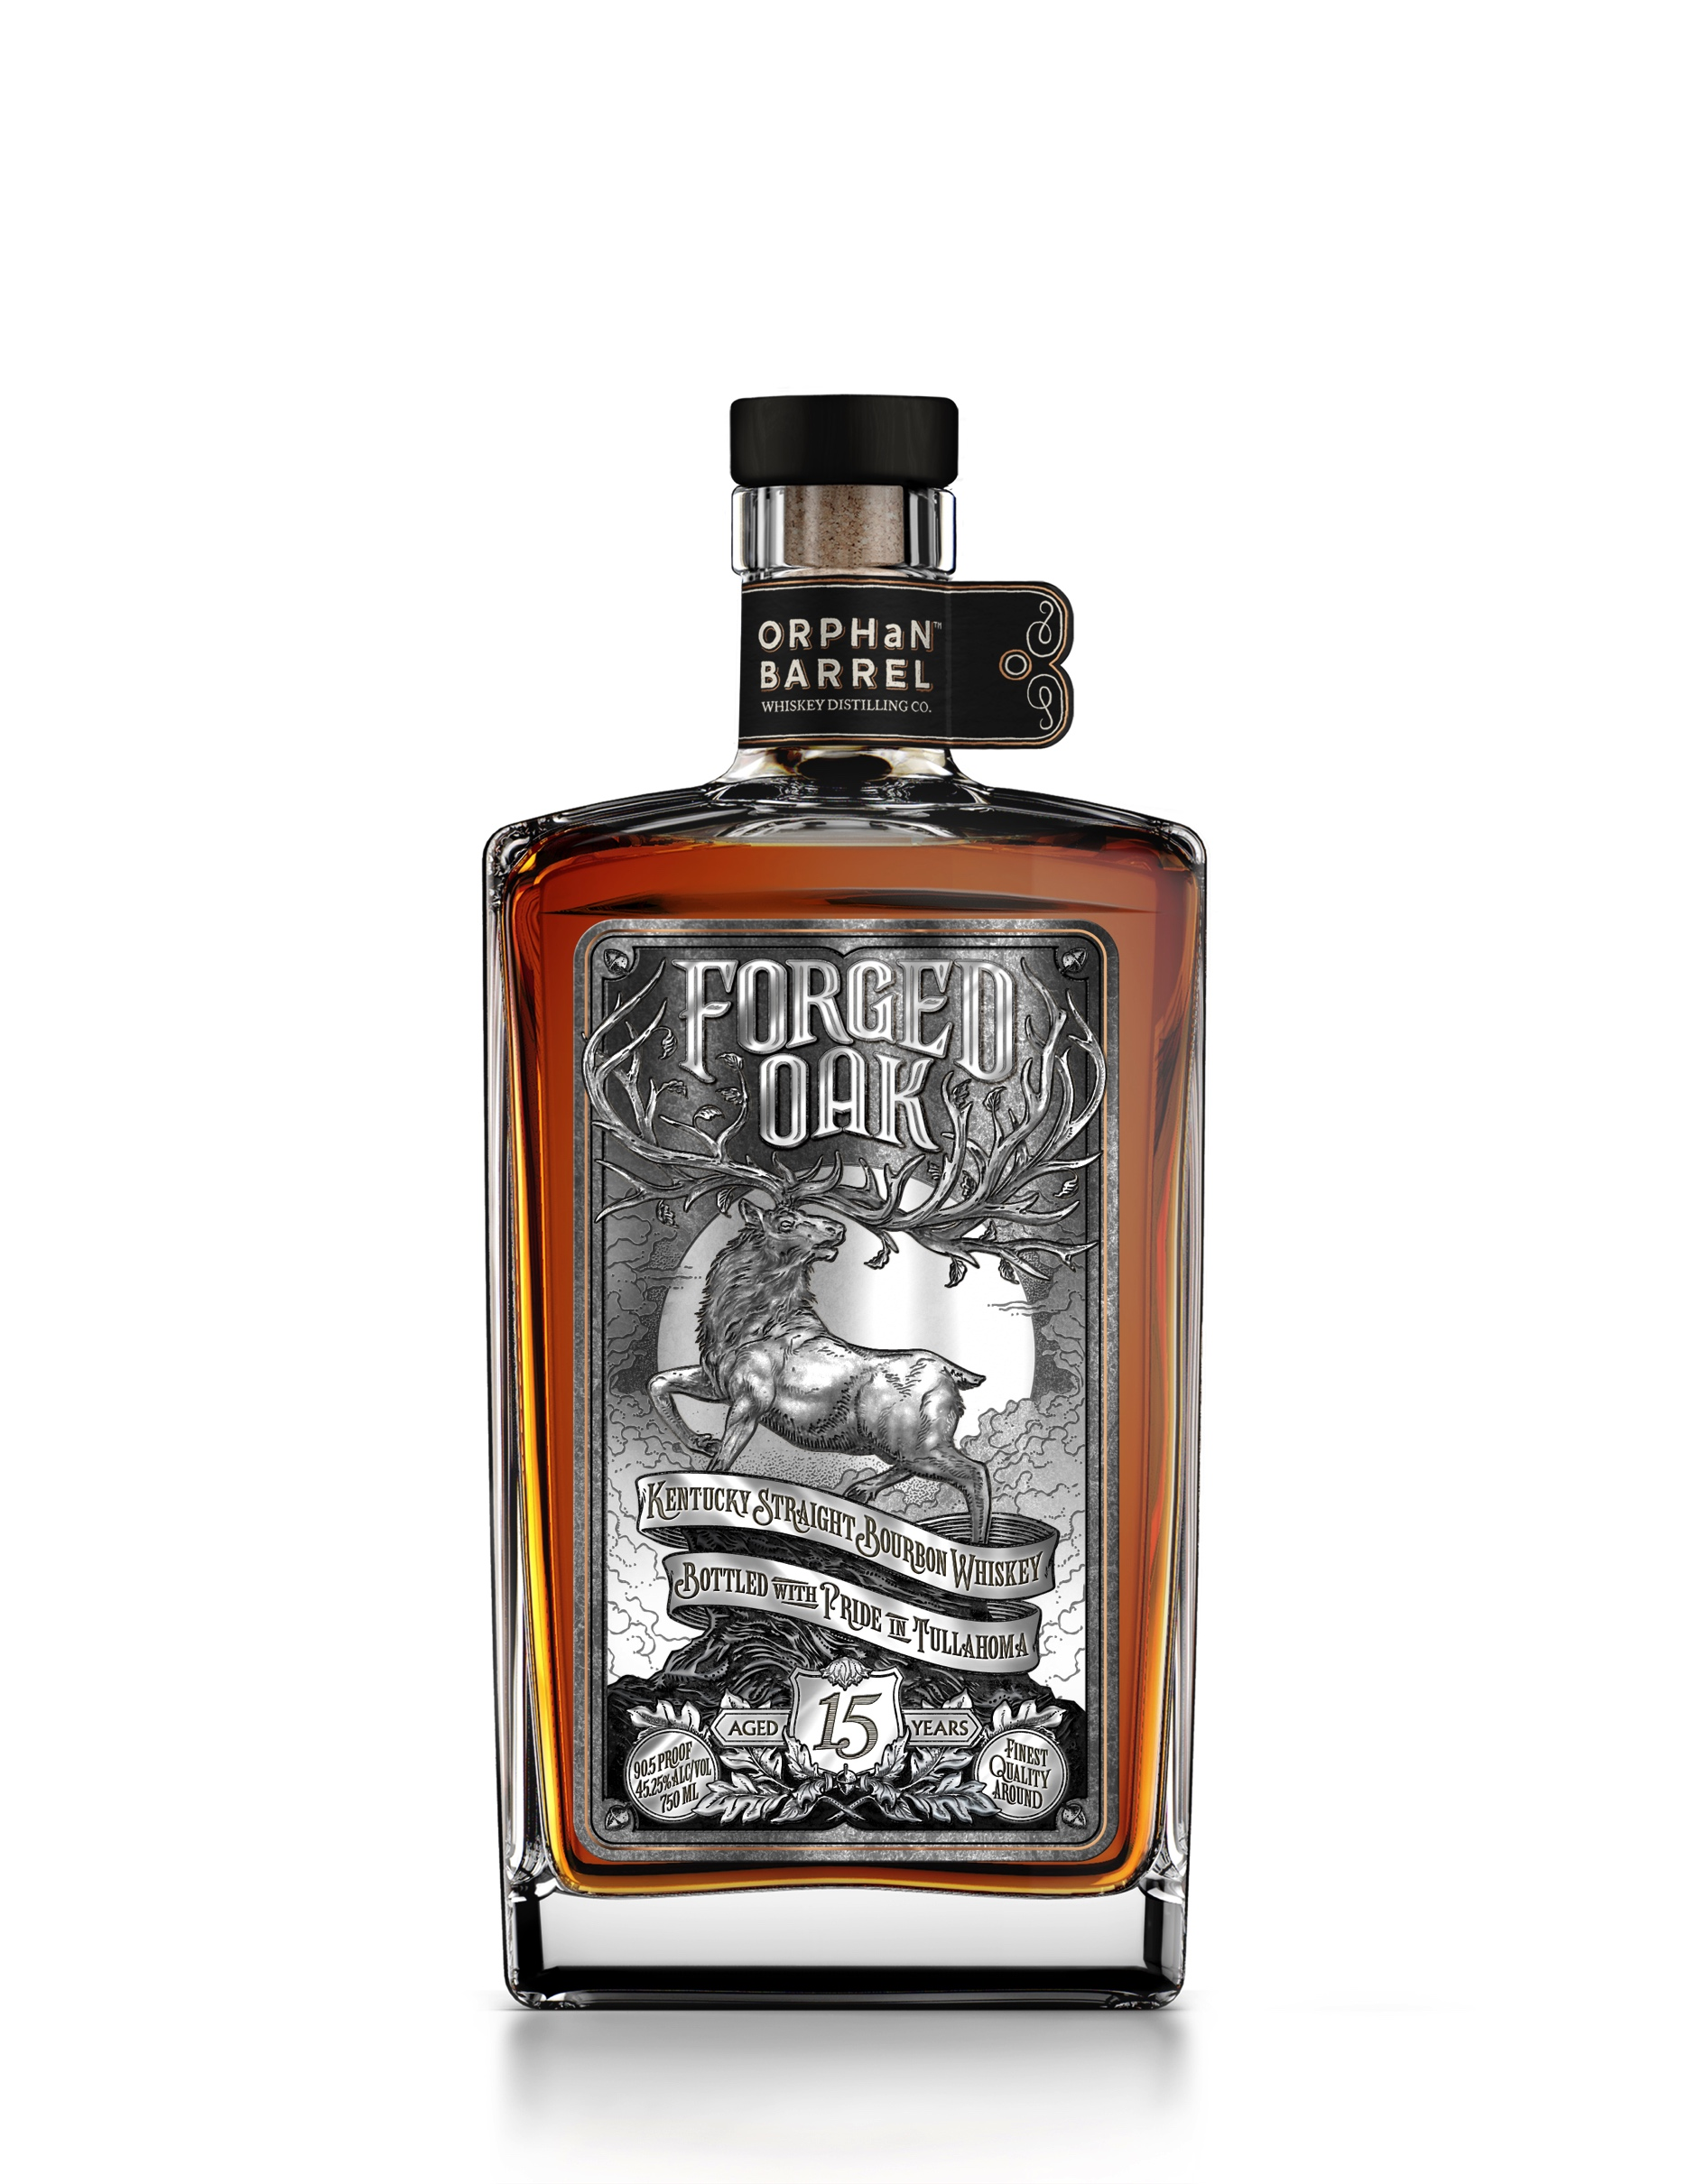 ORPHaN™
BARREL
WHISKEY DISTILLING CO.
FORGED
OAK
KENTUCKY STRAIGHT BOURBON WHISKEY
BOTTLED WITH PRIDE IN TULLAHOMA
AGED 15 YEARS
90.5 PROOF
45.25% ALC/VOL
750 ML
FINEST
QUALITY
AROUND